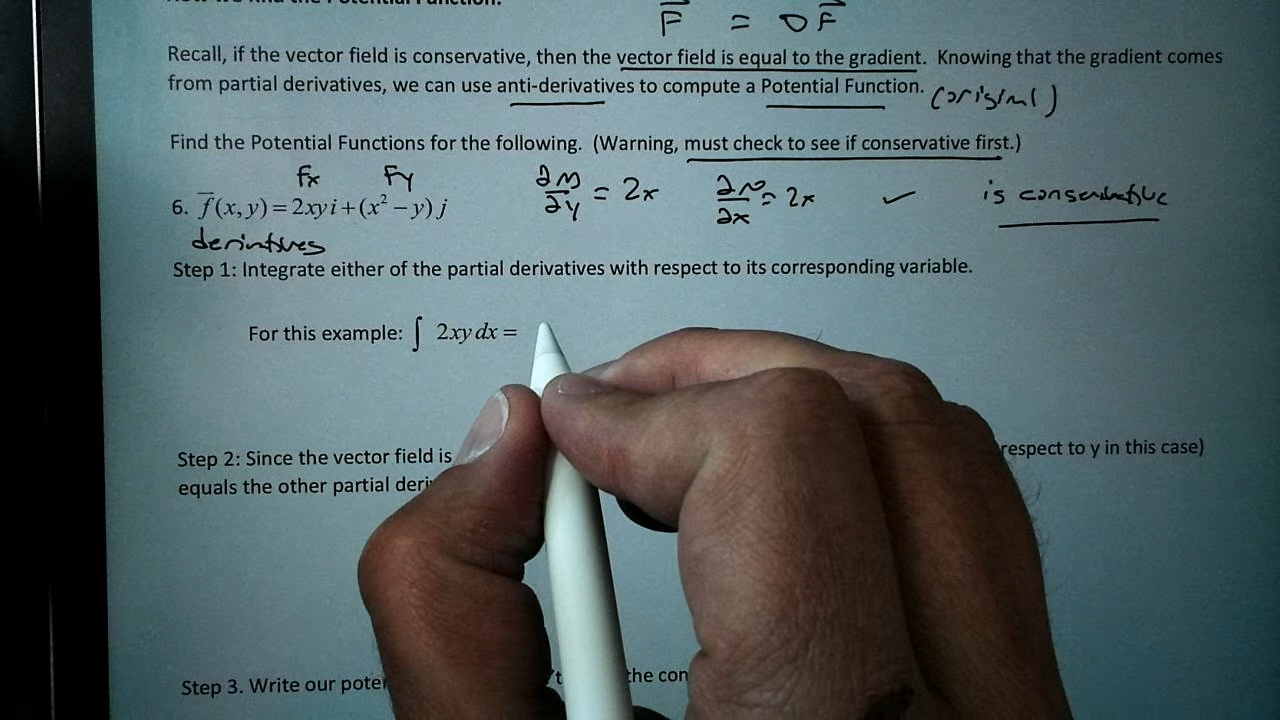 F = ∇ F
Recall, if the vector field is conservative, then the vector field is equal to the gradient. Knowing that the gradient comes
from partial derivatives, we can use anti-derivatives to compute a Potential Function. (original)
Find the Potential Functions for the following. (Warning, must check to see if conservative first.)
fx Fy ∂M/∂y = 2x ∂N/∂x = 2x ✓ is conservative
6. f̅(x, y) = 2xy i + (x² − y) j
derivatives
Step 1: Integrate either of the partial derivatives with respect to its corresponding variable.
For this example: ∫ 2xy dx =
Step 2: Since the vector field is respect to y in this case)
equals the other partial
Step 3. Write our the